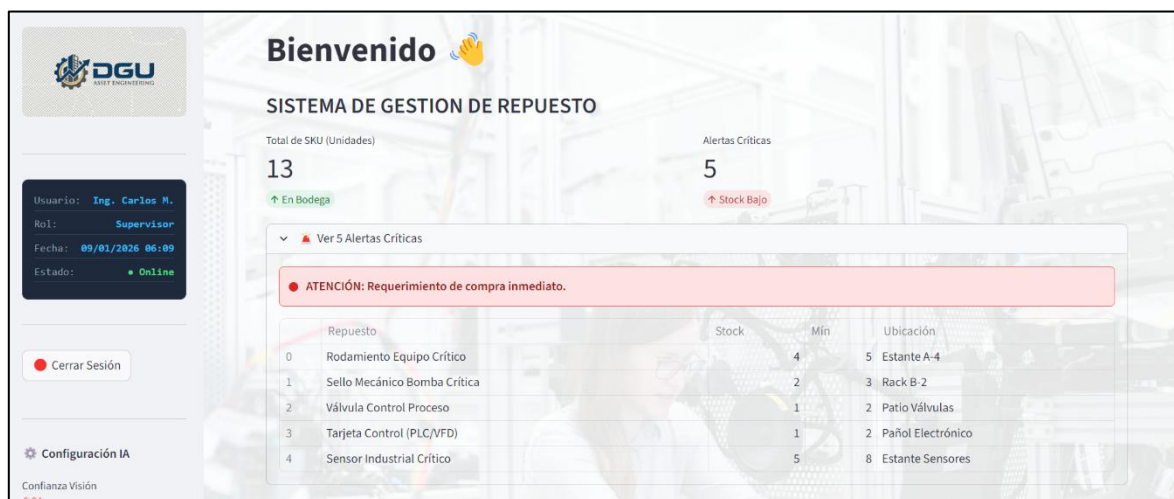 DGU
ASSET ENGINEERING
Usuario: Ing. Carlos M.
Rol: Supervisor
Fecha: 09/01/2026 06:09
Estado: • Online
Cerrar Sesión
Configuración IA
Confianza Visión
Bienvenido
SISTEMA DE GESTION DE REPUESTO
Total de SKU (Unidades)
13
↑ En Bodega
Alertas Críticas
5
↑ Stock Bajo
Ver 5 Alertas Críticas
ATENCIÓN: Requerimiento de compra inmediato.
Repuesto Stock Mín Ubicación
0 Rodamiento Equipo Crítico 4 5 Estante A-4
1 Sello Mecánico Bomba Crítica 2 3 Rack B-2
2 Válvula Control Proceso 1 2 Patio Válvulas
3 Tarjeta Control (PLC/VFD) 1 2 Pañol Electrónico
4 Sensor Industrial Crítico 5 8 Estante Sensores